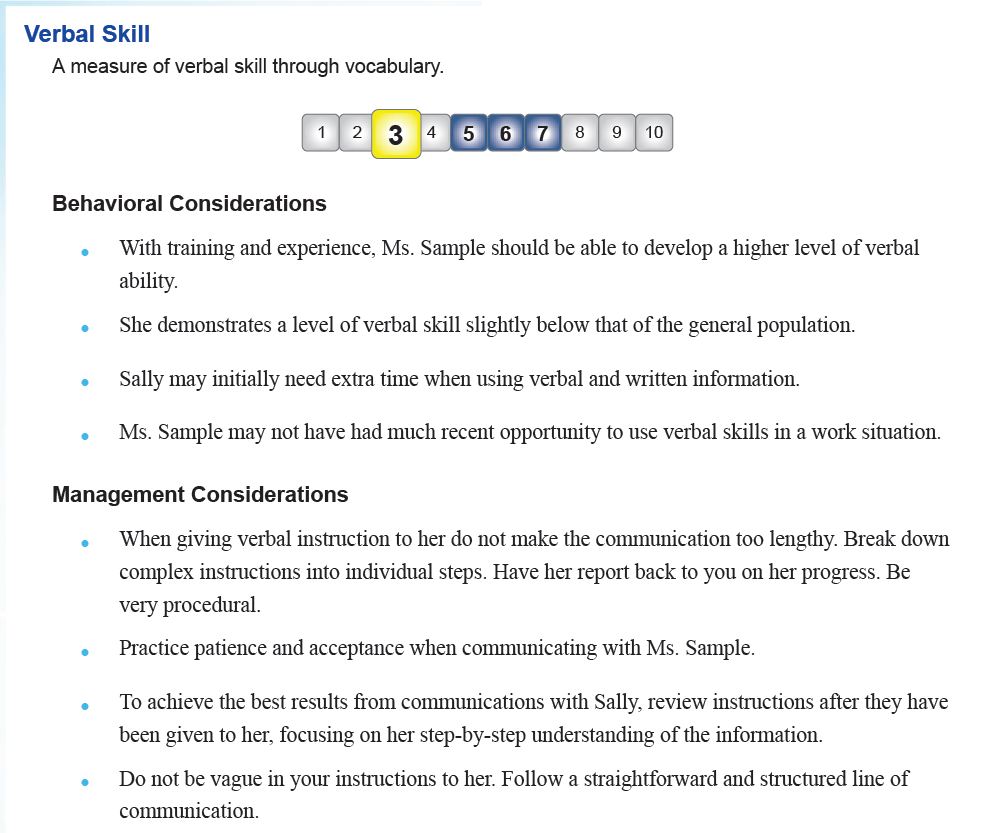 Verbal Skill
A measure of verbal skill through vocabulary.
1 2 3 4 5 6 7 8 9 10
Behavioral Considerations
With training and experience, Ms. Sample should be able to develop a higher level of verbal
ability.
She demonstrates a level of verbal skill slightly below that of the general population.
Sally may initially need extra time when using verbal and written information.
Ms. Sample may not have had much recent opportunity to use verbal skills in a work situation.
Management Considerations
When giving verbal instruction to her do not make the communication too lengthy. Break down
complex instructions into individual steps. Have her report back to you on her progress. Be
very procedural.
Practice patience and acceptance when communicating with Ms. Sample.
To achieve the best results from communications with Sally, review instructions after they have
been given to her, focusing on her step-by-step understanding of the information.
Do not be vague in your instructions to her. Follow a straightforward and structured line of
communication.